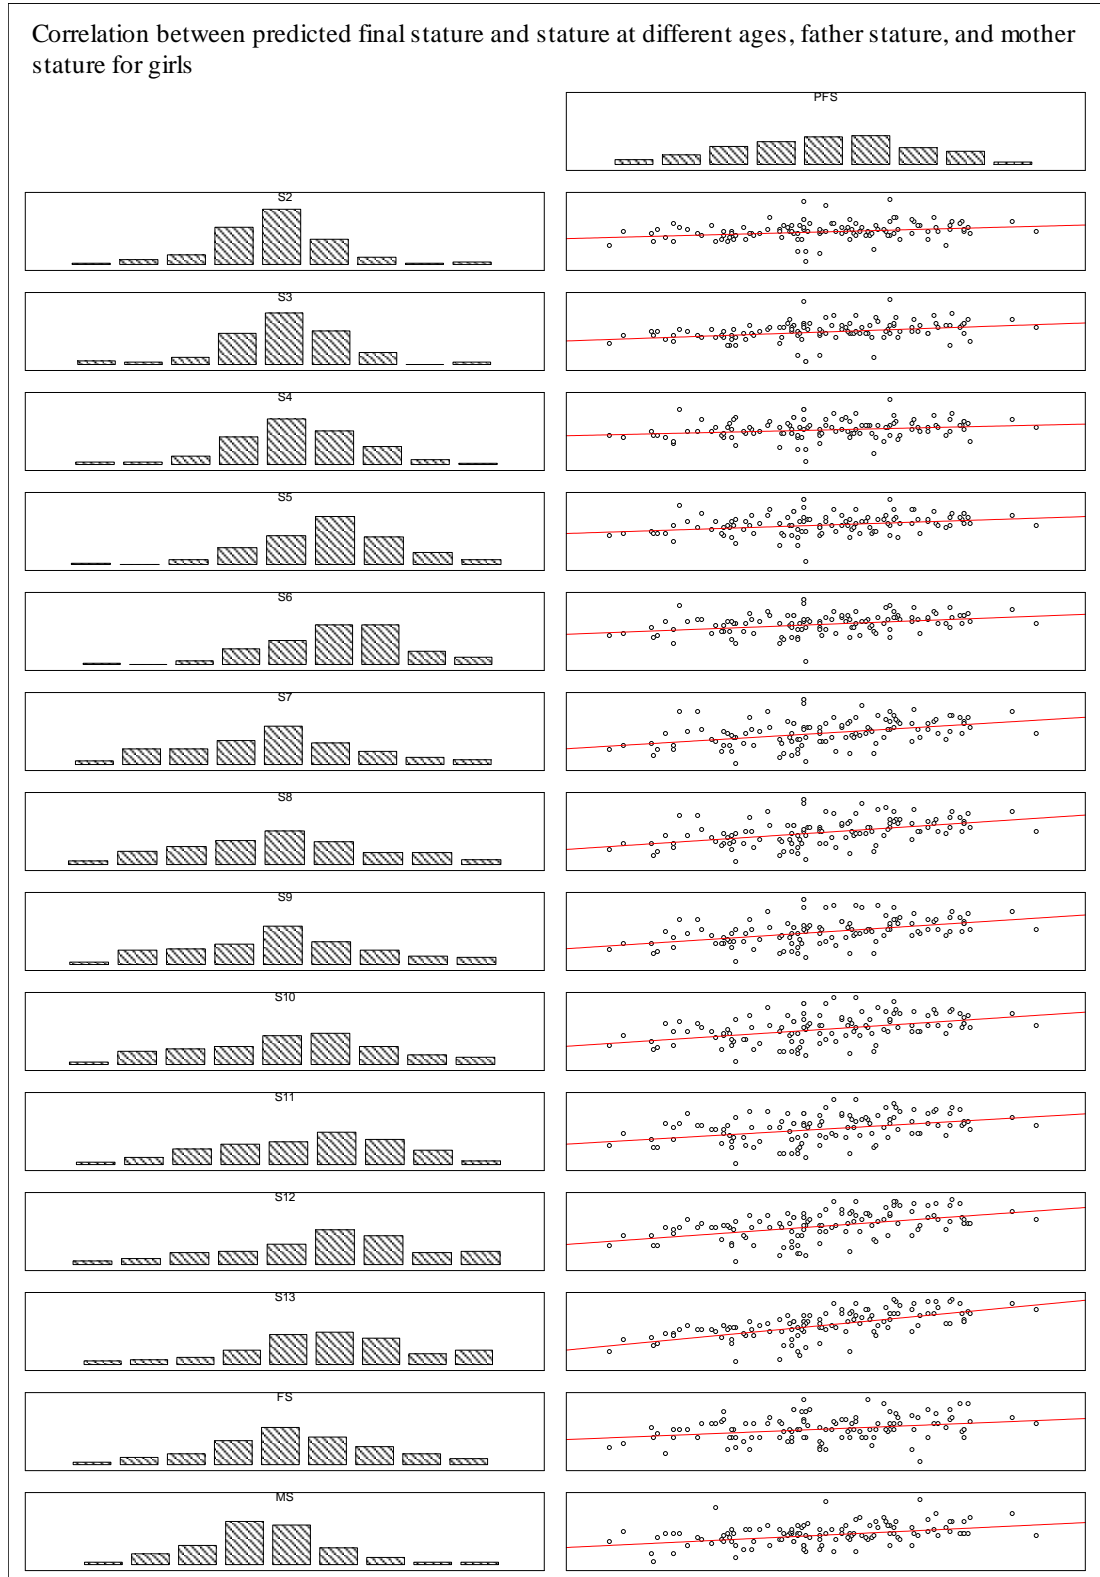 Correlation between predicted final stature and stature at different ages, father stature, and mother
stature for girls
PFS
S2
S3
S4
S5
S6
S7
S8
S9
S10
S11
S12
S13
FS
MS